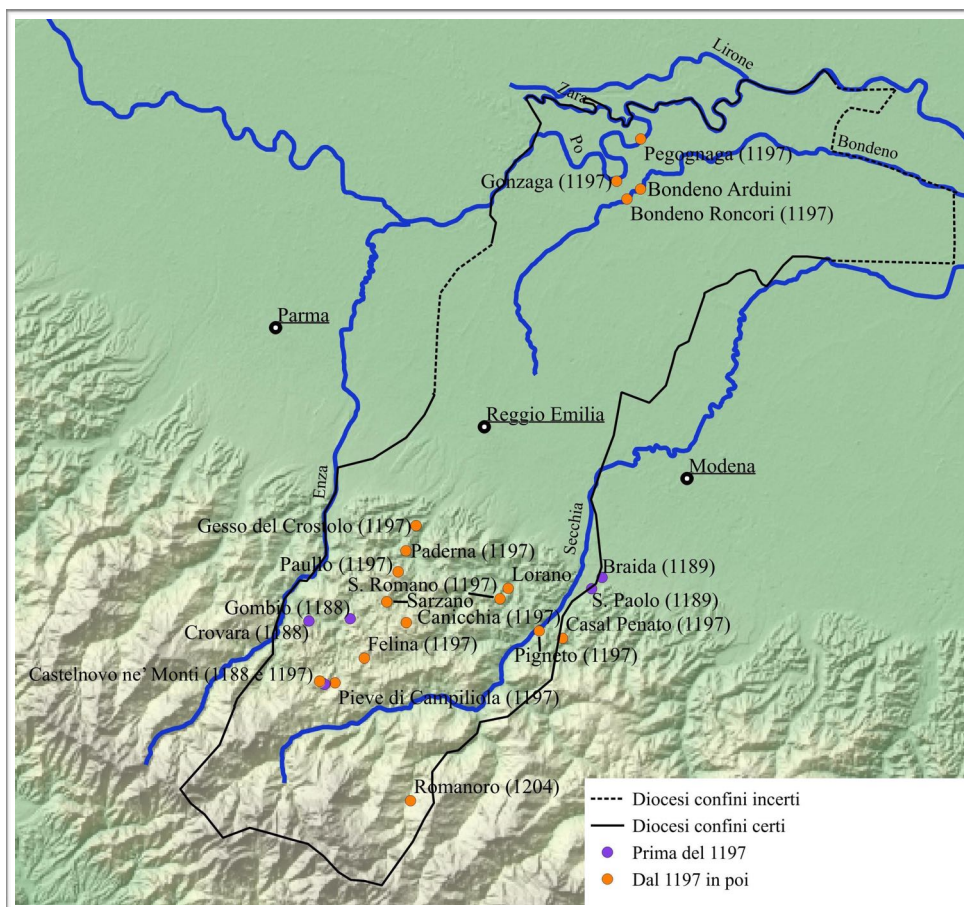 Lirone
Zara
Po
Bondeno
Pegognaga (1197)
Gonzaga (1197)
Bondeno Arduini
Bondeno Roncori (1197)
Parma
Reggio Emilia
Modena
Enza
Secchia
Gesso del Crostolo (1197)
Paderna (1197)
Paullo (1197)
S. Romano (1197)
Lorano
Braida (1189)
Sarzano
S. Paolo (1189)
Gombio (1188)
Canicchia (1197)
Crovara (1188)
Casal Penato (1197)
Felina (1197)
Pigneto (1197)
Castelnovo ne’ Monti (1188 e 1197)
Pieve di Campiliola (1197)
Romanoro (1204)
Diocesi confini incerti
Diocesi confini certi
Prima del 1197
Dal 1197 in poi